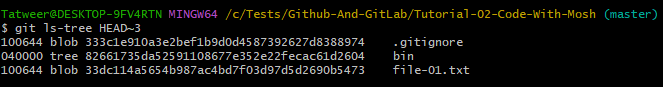 Tatweer@DESKTOP-9FV4RTN MINGW64 /c/Tests/Github-And-GitLab/Tutorial-02-Code-With-Mosh (master)
$ git ls-tree HEAD~3
100644 blob 333c1e910a3e2bef1b9d0d4587392627d8388974    .gitignore
040000 tree 82661735da52591108677e352e22fecac61d2604    bin
100644 blob 33dc114a5654b987ac4bd7f03d97d5d2690b5473    file-01.txt